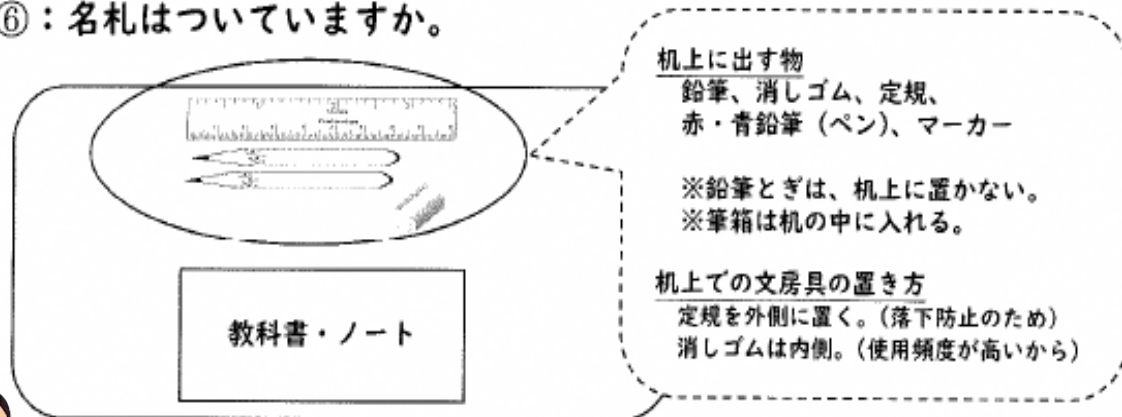 ⑥：名札はついていますか。
机上に出す物
鉛筆、消しゴム、定規、
赤・青鉛筆（ペン）、マーカー
※鉛筆とぎは、机上に置かない。
※筆箱は机の中に入れる。
机上での文房具の置き方
定規を外側に置く。（落下防止のため）
消しゴムは内側。（使用頻度が高いから）
教科書・ノート